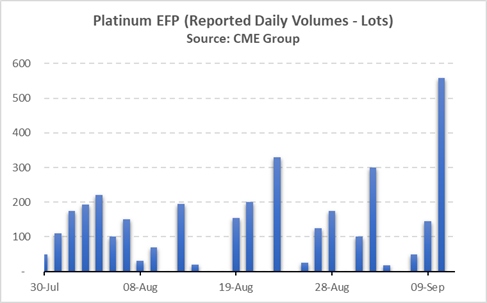 Platinum EFP (Reported Daily Volumes - Lots)
Source: CME Group
600
500
400
300
200
100
-
30-Jul 08-Aug 19-Aug 28-Aug 09-Sep